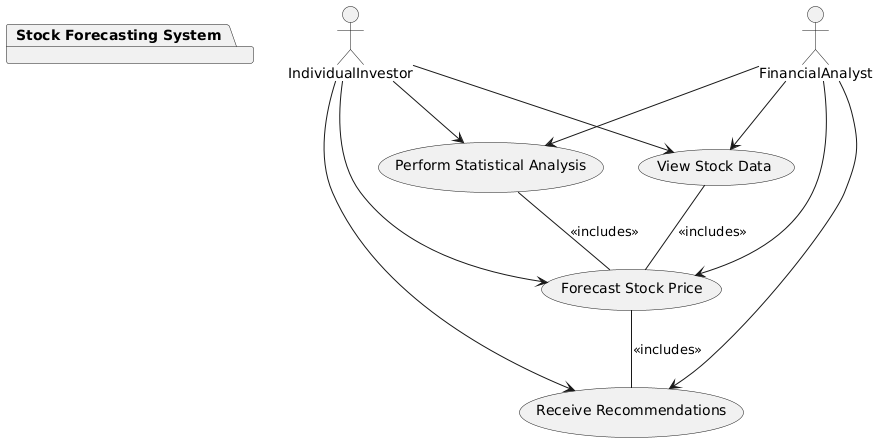 Stock Forecasting System
IndividualInvestor
FinancialAnalyst
Perform Statistical Analysis
View Stock Data
«includes»
«includes»
Forecast Stock Price
«includes»
Receive Recommendations